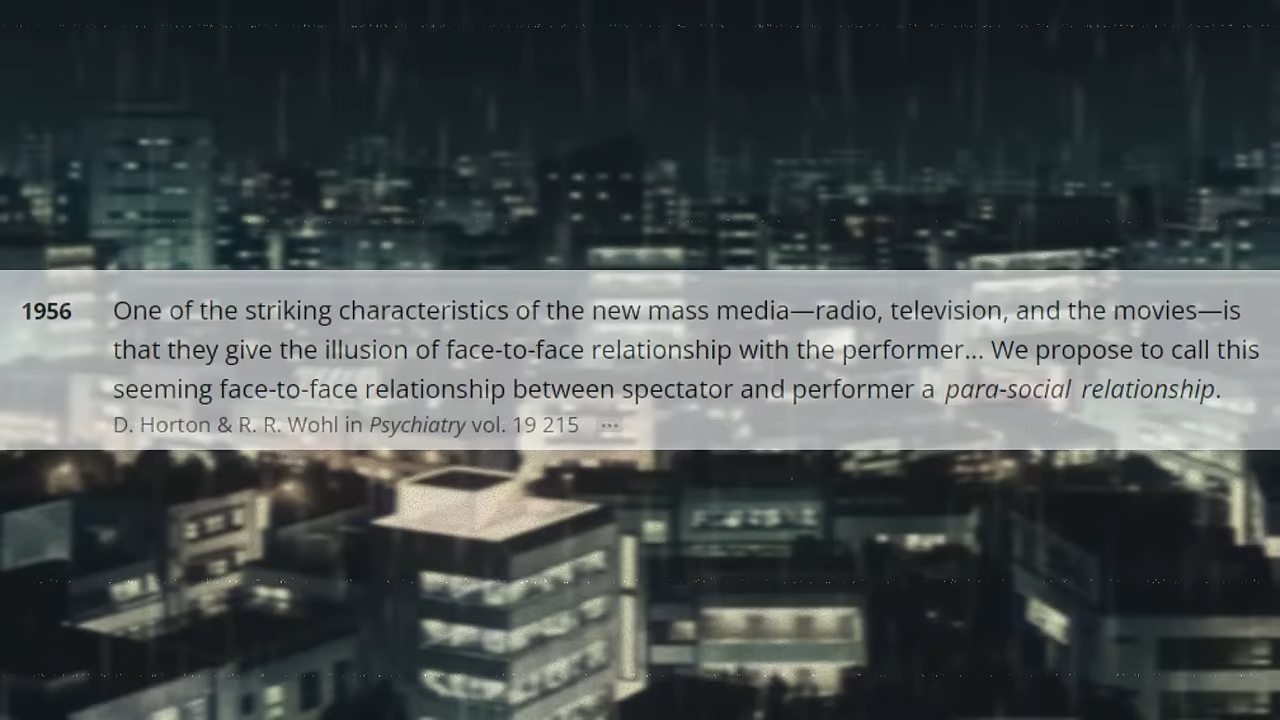 1956 One of the striking characteristics of the new mass media—radio, television, and the movies—is
that they give the illusion of face-to-face relationship with the performer... We propose to call this
seeming face-to-face relationship between spectator and performer a para-social relationship.
D. Horton & R. R. Wohl in Psychiatry vol. 19 215 ···